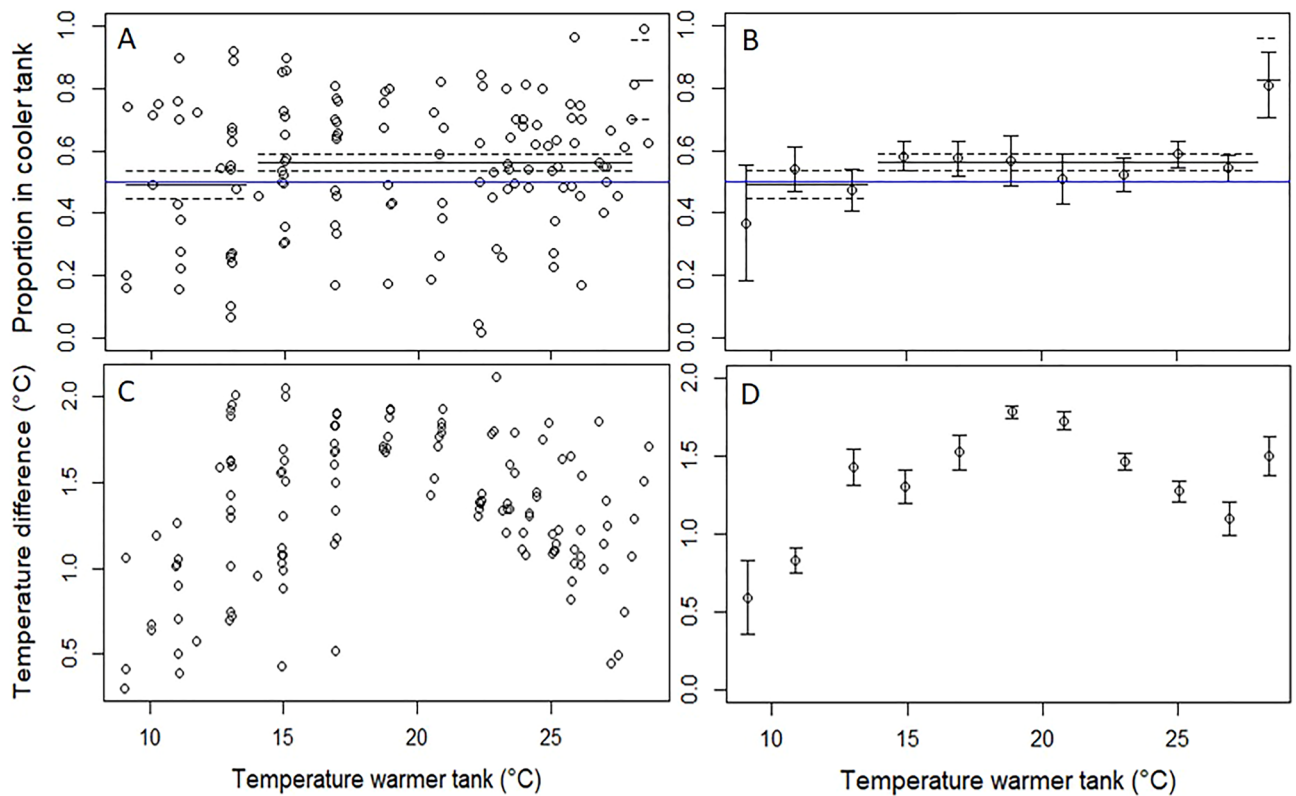 A
B
Proportion in cooler tank
0.0 0.2 0.4 0.6 0.8 1.0
0.0 0.2 0.4 0.6 0.8 1.0
C
D
Temperature difference (°C)
0.5 1.0 1.5 2.0
0.0 0.5 1.0 1.5 2.0
10 15 20 25
10 15 20 25
Temperature warmer tank (°C)
Temperature warmer tank (°C)